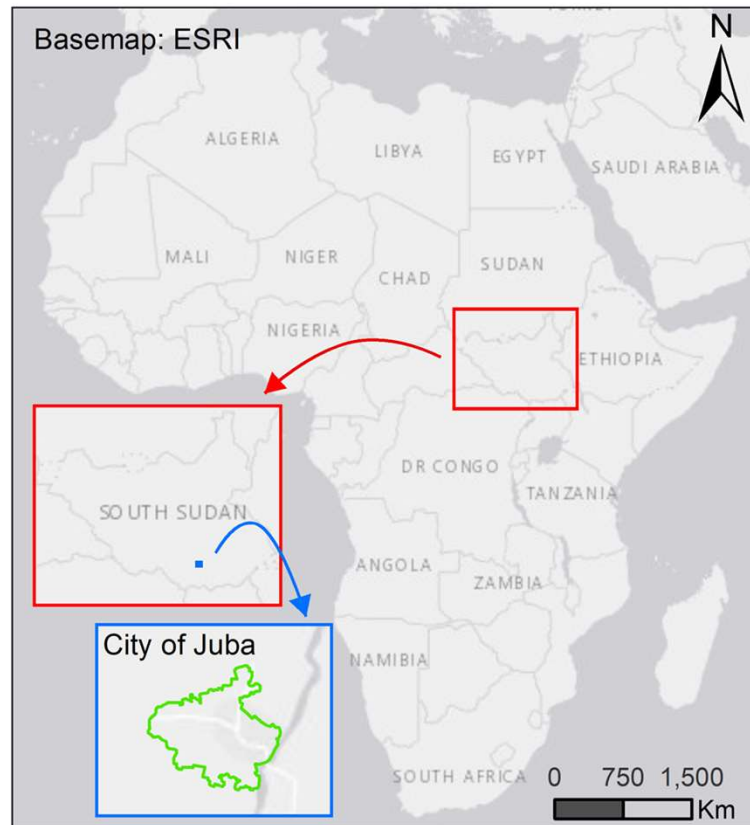 Basemap: ESRI
N
ALGERIA
LIBYA
EGYPT
SAUDI ARABIA
MALI
NIGER
CHAD
SUDAN
NIGERIA
ETHIOPIA
DR CONGO
TANZANIA
SOUTH SUDAN
ANGOLA
ZAMBIA
City of Juba
NAMIBIA
SOUTH AFRICA
0 750 1,500
Km